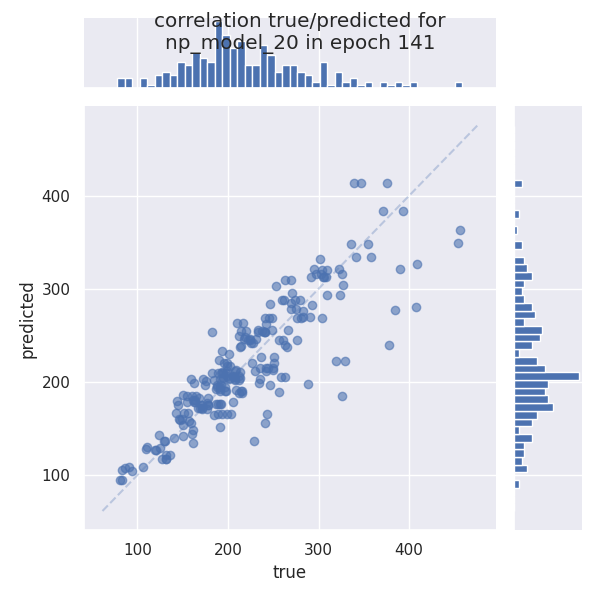 correlation true/predicted for
np_model_20 in epoch 141
400
300
200
100
predicted
100 200 300 400
true